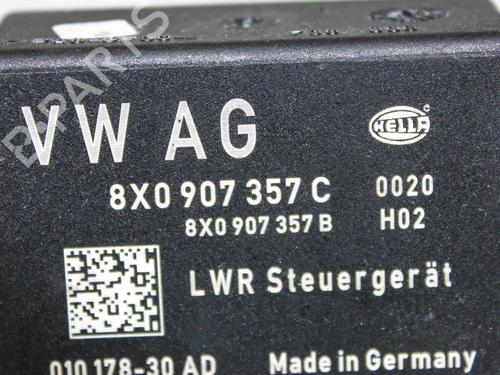 VW AG
HELLA
8X0 907 357 C 0020
8X0 907 357 B H02
LWR Steuergerät
010 178-30 AD Made in Germany
B PARTS